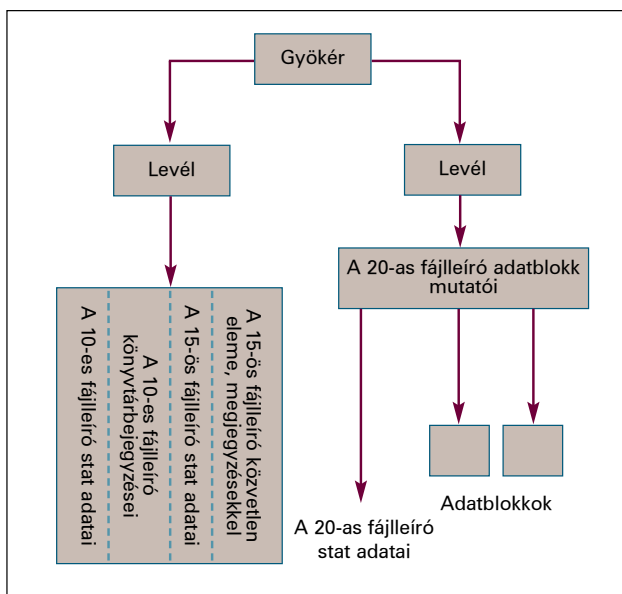 Gyökér
Levél
Levél
A 20-as fájlleíró adatblokk
mutatói
A 10-es fájlleíró stat adatai
A 10-es fájlleíró
könyvtárbejegyzései
A 15-ös fájlleíró stat adatai
A 15-ös fájlleíró közvetlen
eleme, megjegyzésekkel
Adatblokkok
A 20-as fájlleíró
stat adatai